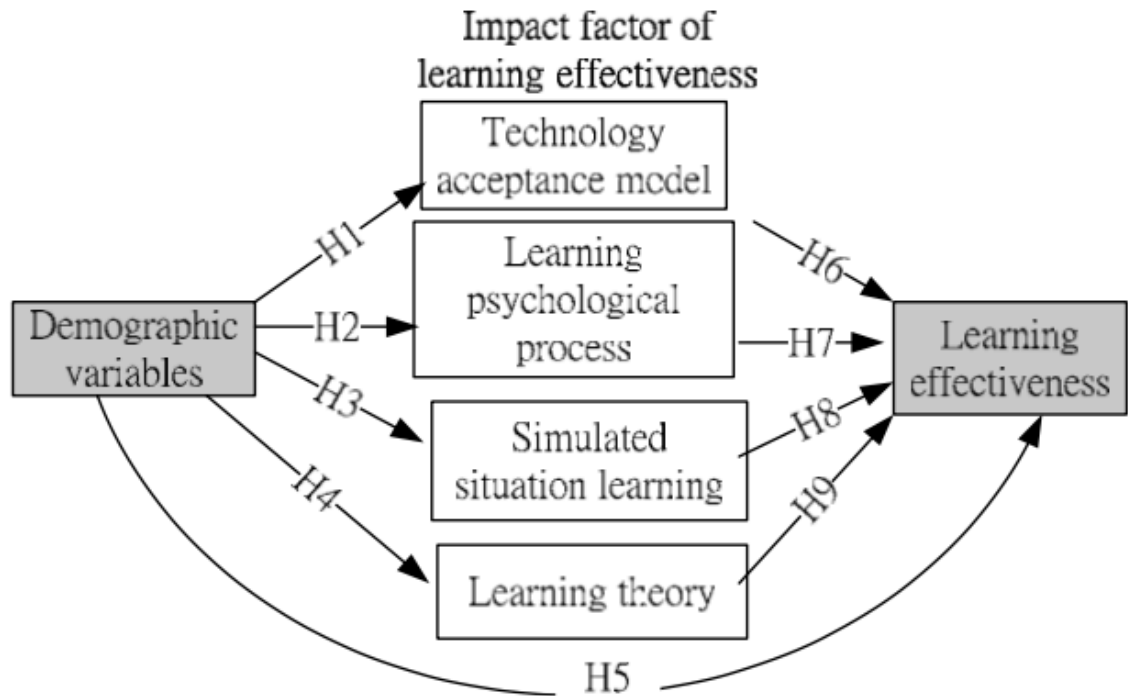 Impact factor of
learning effectiveness
Technology
acceptance model
H1
Learning
psychological
process
H6
Demographic
variables
H2
H7
Learning
effectiveness
H3
Simulated
situation learning
H8
H4
H9
Learning theory
H5